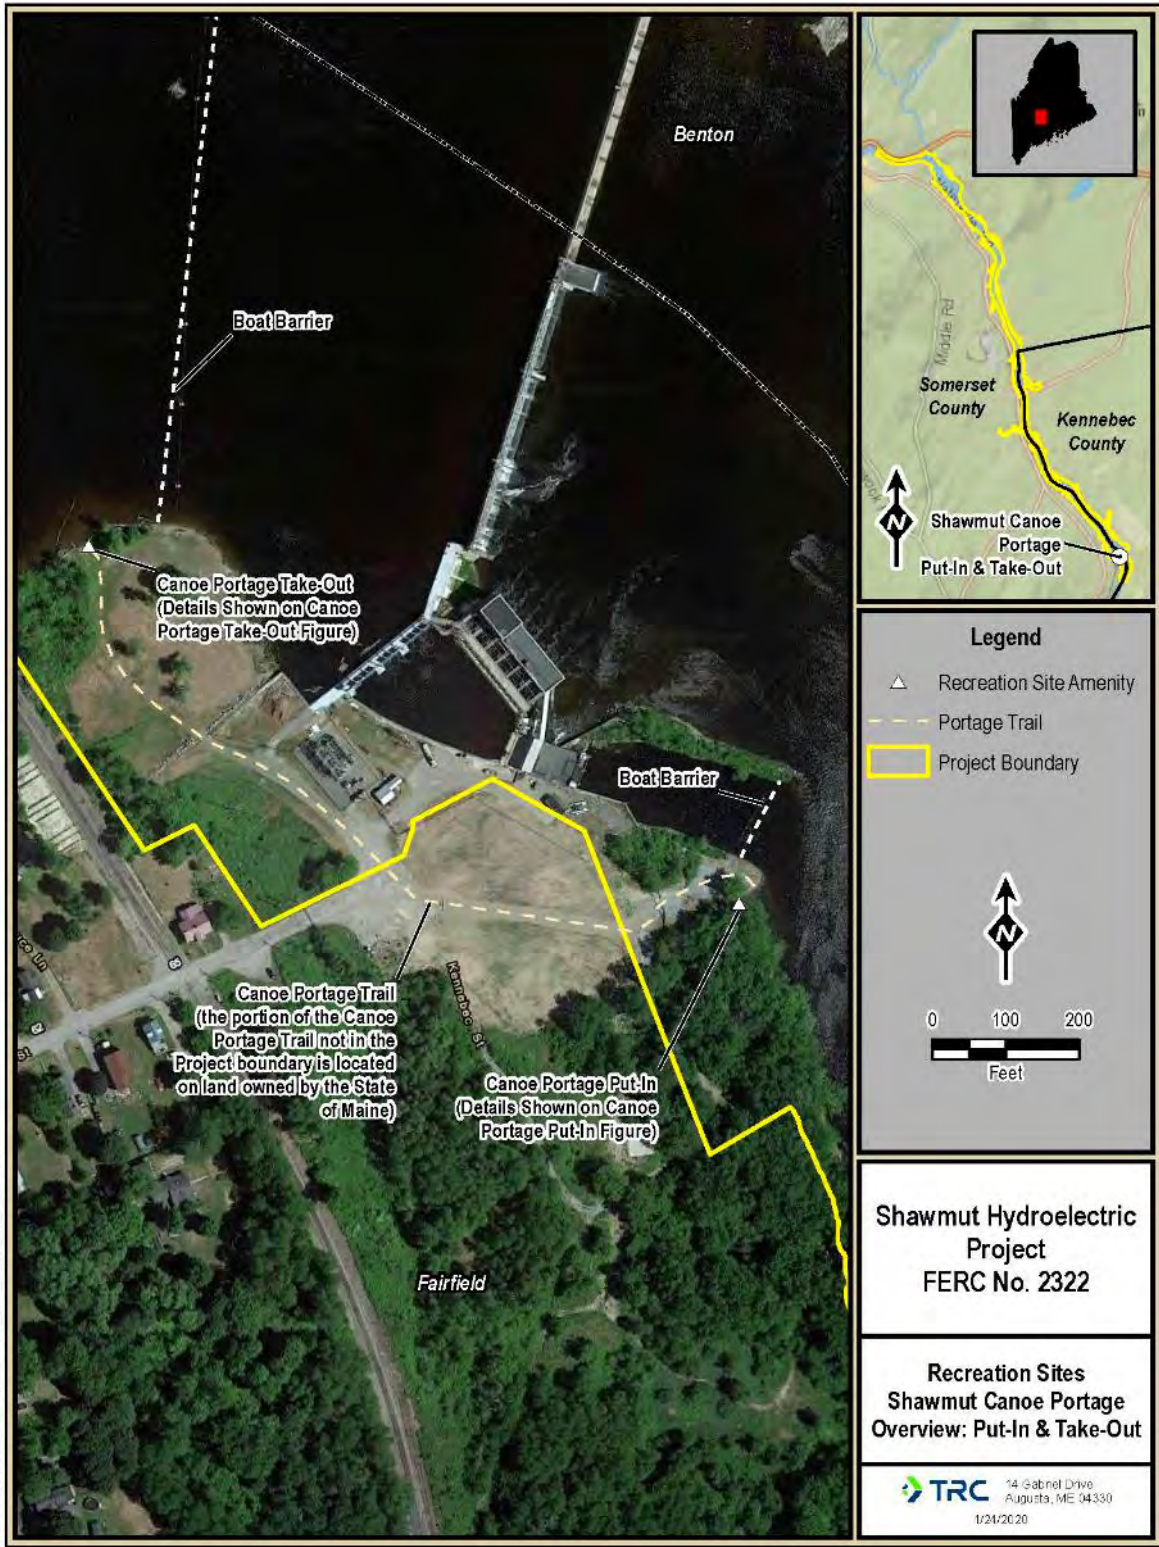 Benton
Boat Barrier
Canoe Portage Take-Out
(Details Shown on Canoe
Portage Take-Out Figure)
Boat Barrier
Canoe Portage Trail
(the portion of the Canoe
Portage Trail not in the
Project boundary is located
on land owned by the State
of Maine)
Kennebec St
Canoe Portage Put-In
(Details Shown on Canoe
Portage Put-In Figure)
Fairfield
Middle Rd
Somerset
County
Kennebec
County
N
Shawmut Canoe
Portage
Put-In & Take-Out
Legend
Recreation Site Amenity
Portage Trail
Project Boundary
N
0 100 200
Feet
Shawmut Hydroelectric
Project
FERC No. 2322
Recreation Sites
Shawmut Canoe Portage
Overview: Put-In & Take-Out
TRC
14 Gabriel Drive
Augusta, ME 04330
1/24/2020